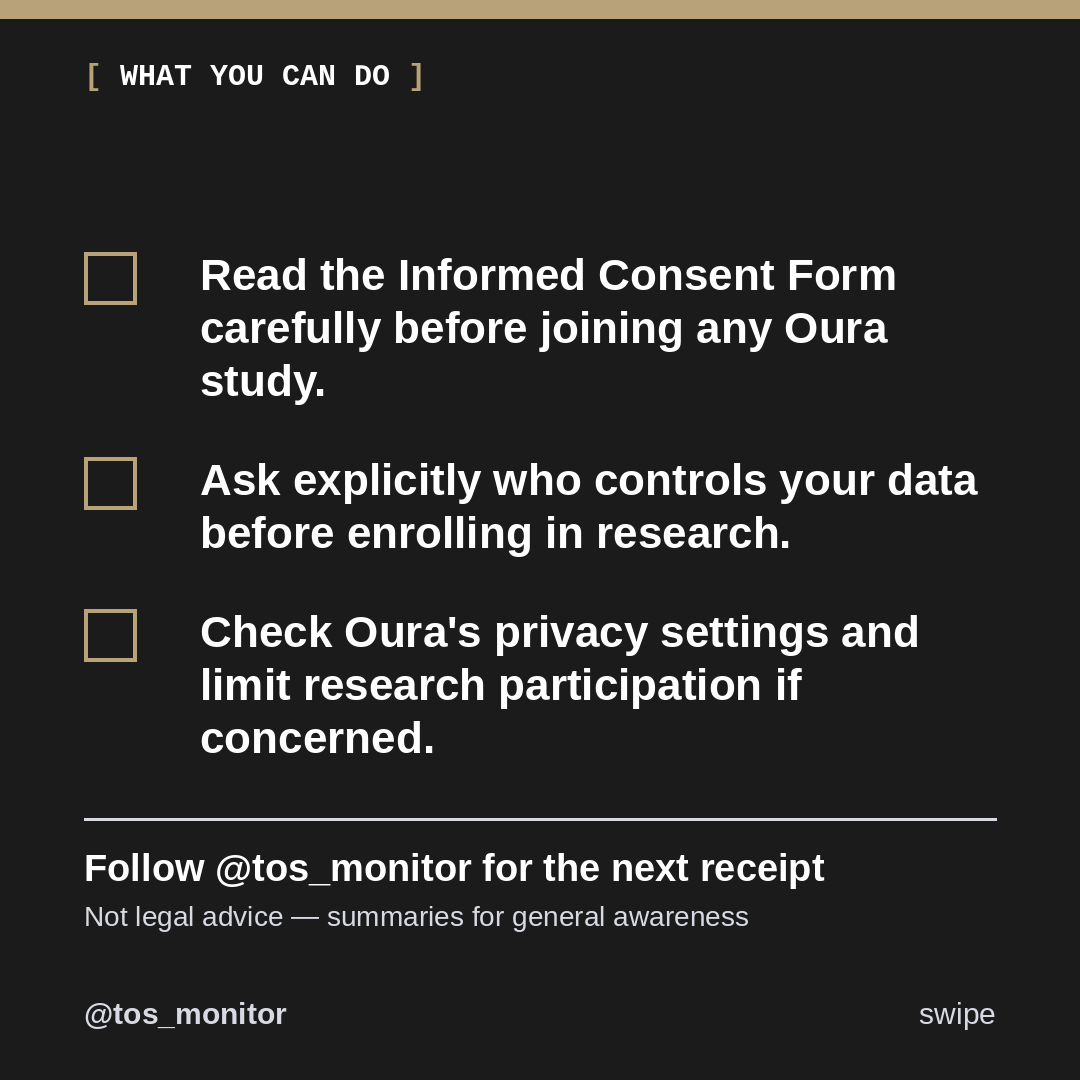 [ WHAT YOU CAN DO ]
Read the Informed Consent Form
carefully before joining any Oura
study.
Ask explicitly who controls your data
before enrolling in research.
Check Oura's privacy settings and
limit research participation if
concerned.
Follow @tos_monitor for the next receipt
Not legal advice — summaries for general awareness
@tos_monitor
swipe